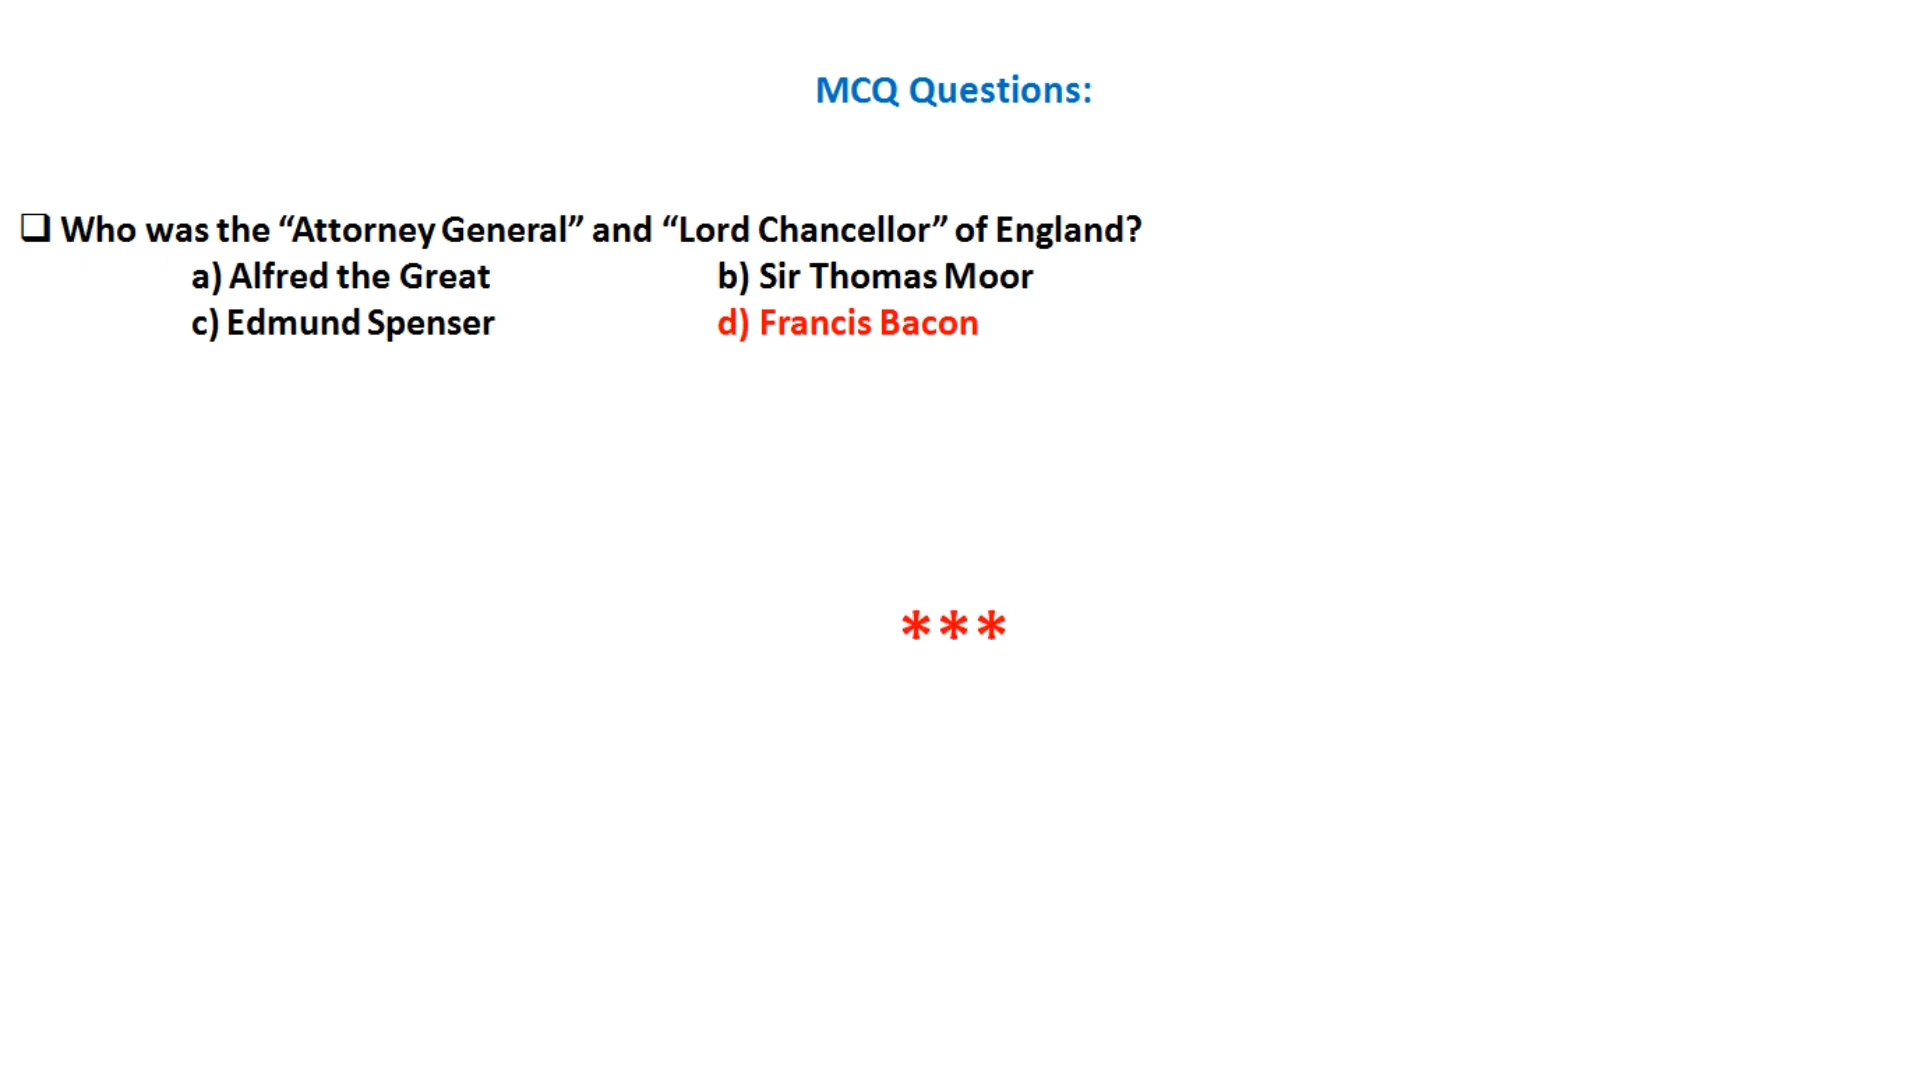 MCQ Questions:
❑ Who was the “Attorney General” and “Lord Chancellor” of England?
a) Alfred the Great b) Sir Thomas Moor
c) Edmund Spenser d) Francis Bacon
***